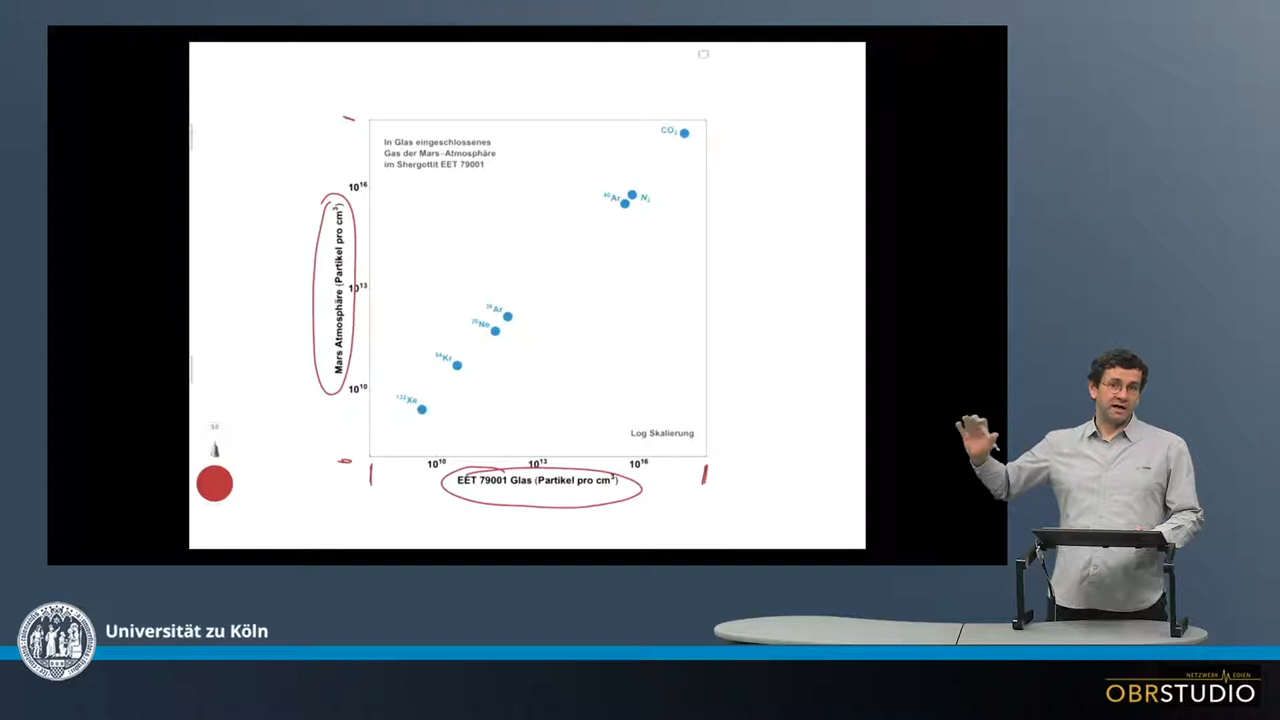 In Glas eingeschlossenes
Gas der Mars-Atmosphäre
im Shergottit EET 79001
CO₂
⁴⁰Ar
N₂
³⁶Ar
²⁰Ne
⁸⁴Kr
¹³²Xe
Log Skalierung
Mars Atmosphäre (Partikel pro cm³)
10¹⁶
10¹³
10¹⁰
10¹⁰ 10¹³ 10¹⁶
EET 79001 Glas (Partikel pro cm³)
Universität zu Köln
NETZWERK MEDIEN
OBRSTUDIO